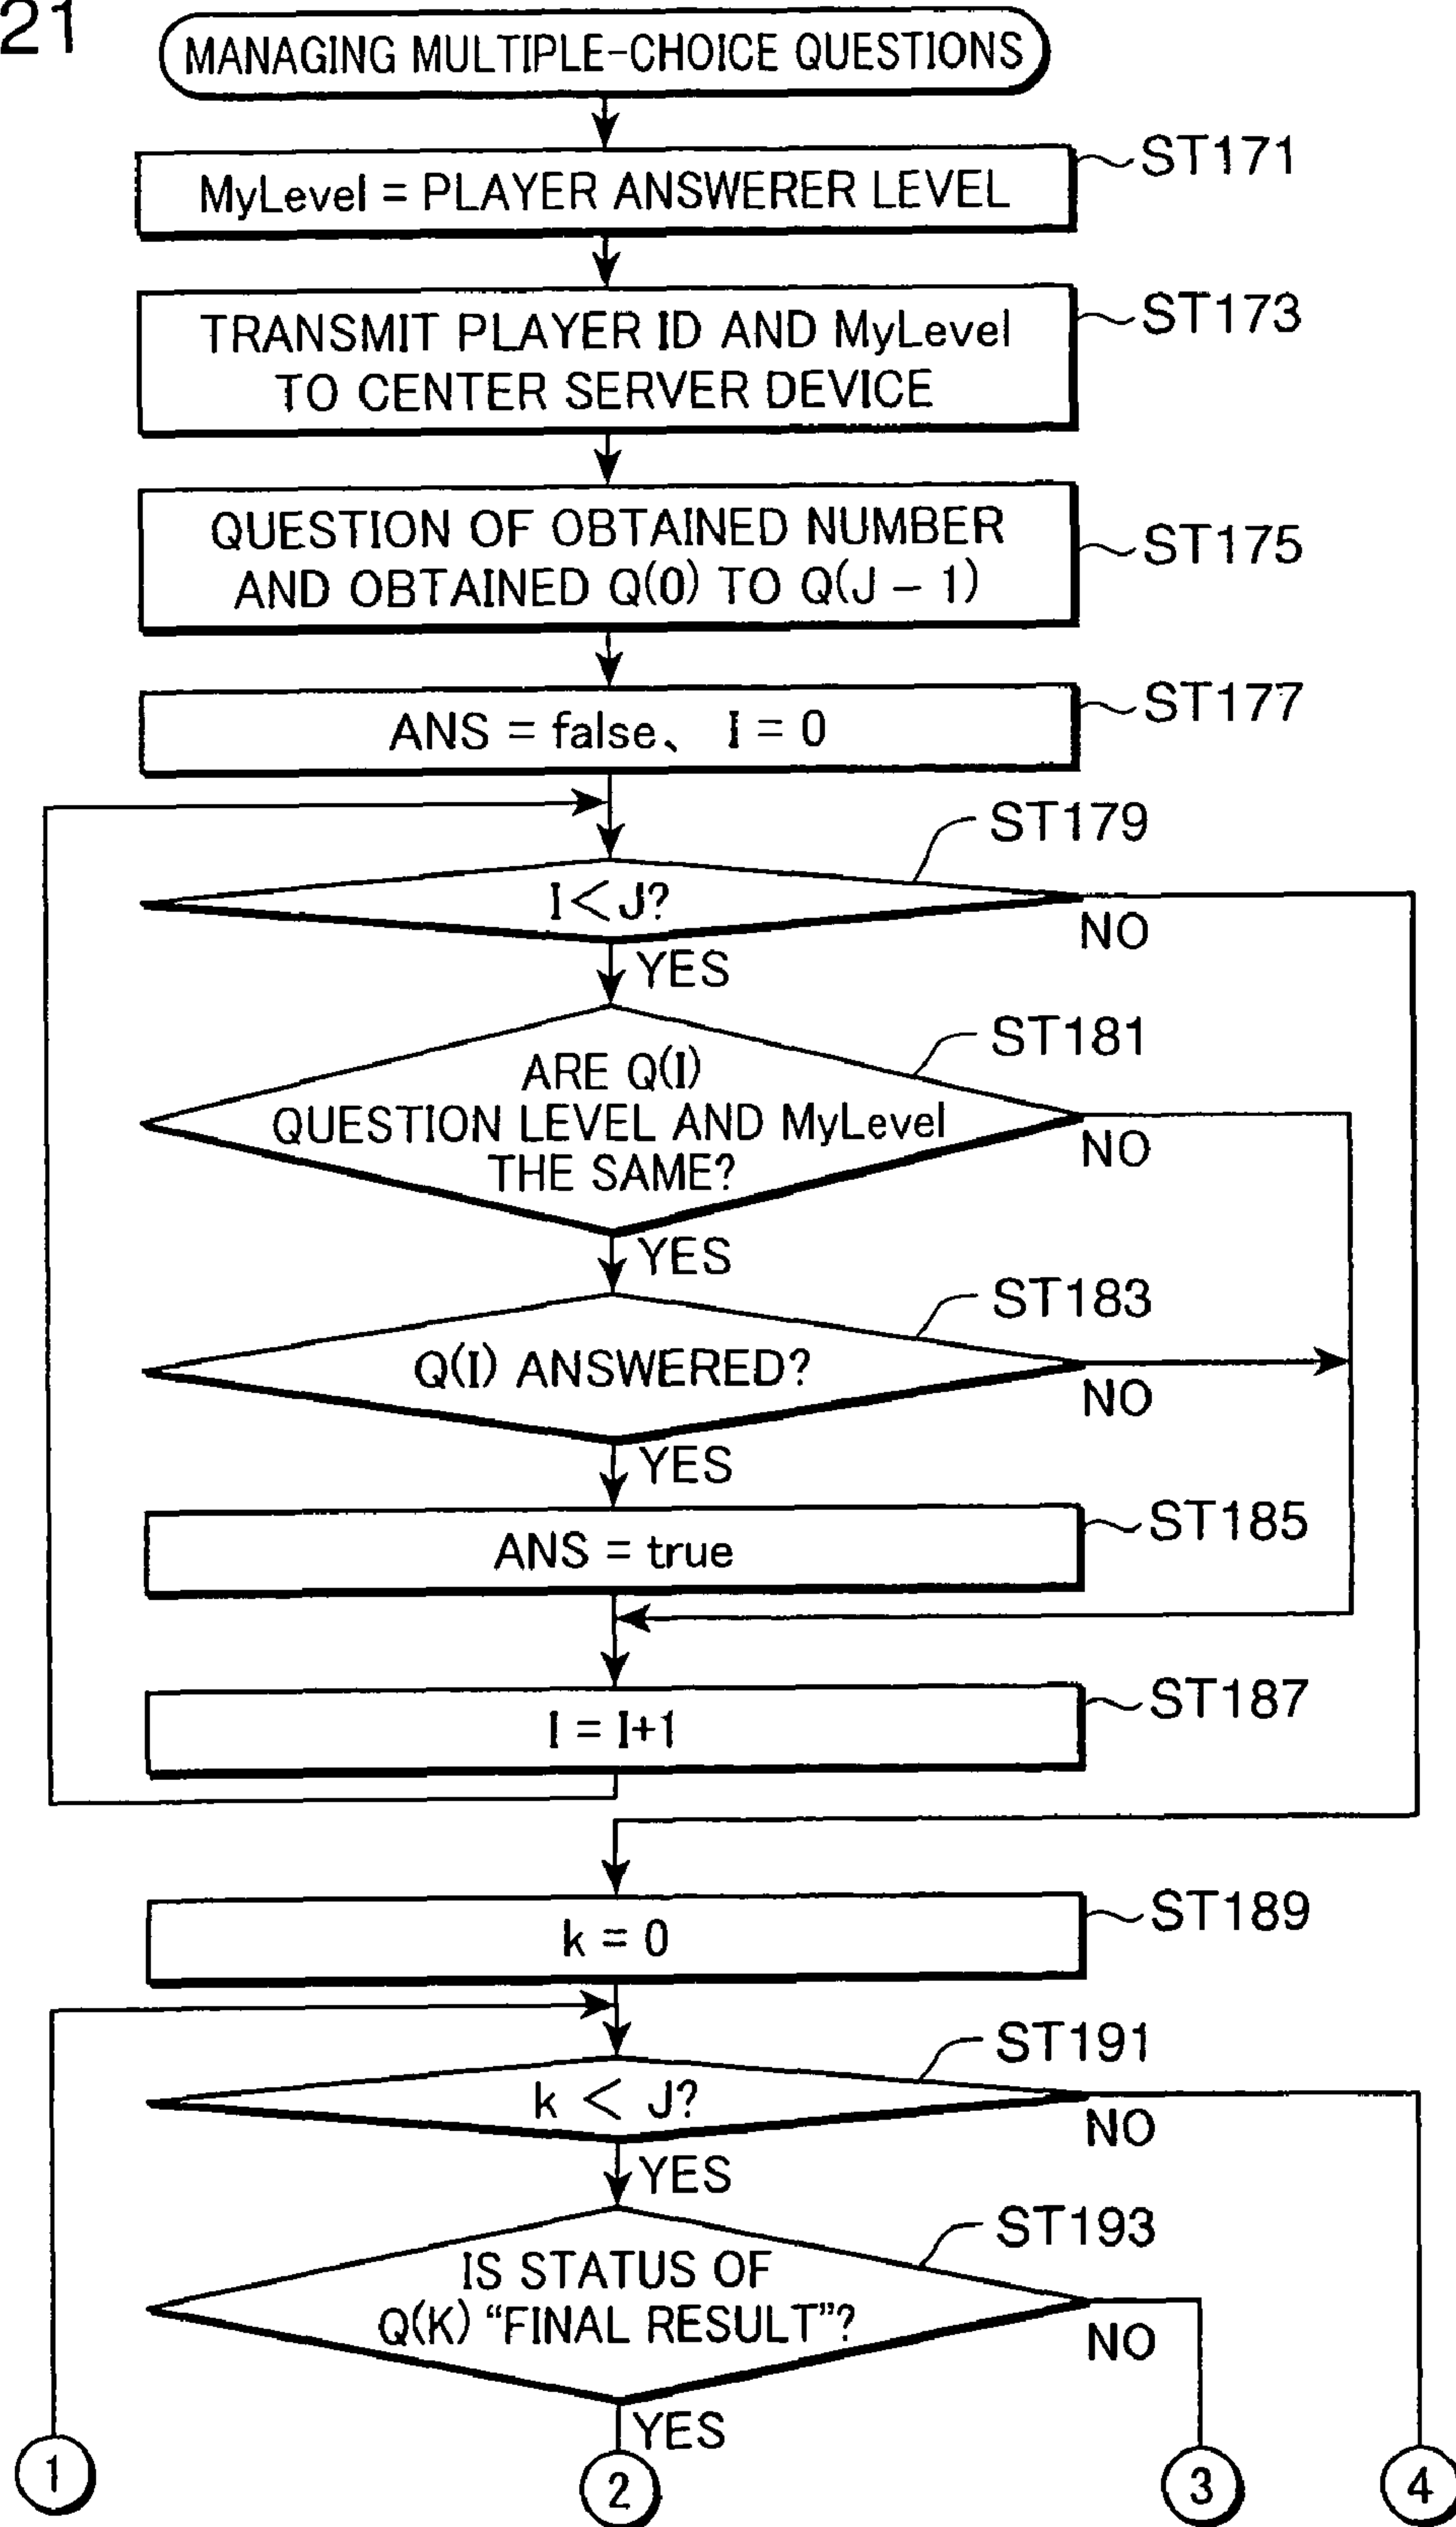 21
MANAGING MULTIPLE-CHOICE QUESTIONS
MyLevel = PLAYER ANSWERER LEVEL
ST171
TRANSMIT PLAYER ID AND MyLevel
TO CENTER SERVER DEVICE
ST173
QUESTION OF OBTAINED NUMBER
AND OBTAINED Q(0) TO Q(J – 1)
ST175
ANS = false、 I = 0
ST177
ST179
I<J?
NO
YES
ST181
ARE Q(I)
QUESTION LEVEL AND MyLevel
THE SAME?
NO
YES
ST183
Q(I) ANSWERED?
NO
YES
ANS = true
ST185
I = I+1
ST187
k = 0
ST189
ST191
k < J?
NO
YES
ST193
IS STATUS OF
Q(K) “FINAL RESULT”?
NO
YES
1
2
3
4